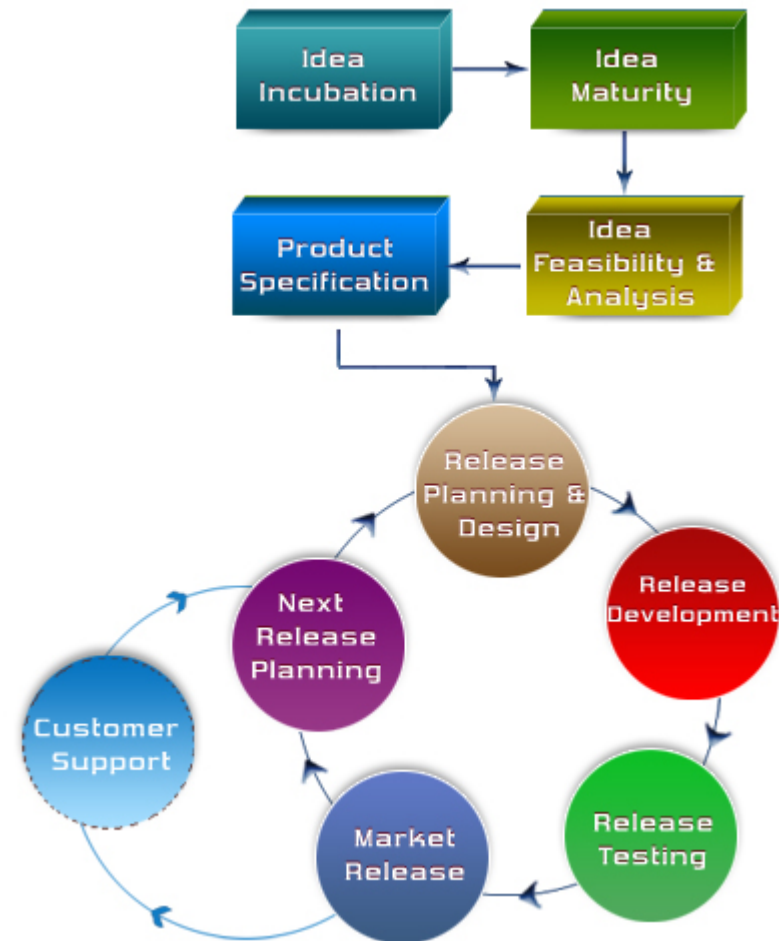 Idea
Incubation
Idea
Maturity
Product
Specification
Idea
Feasibility &
Analysis
Release
Planning &
Design
Release
Development
Next
Release
Planning
Customer
Support
Market
Release
Release
Testing